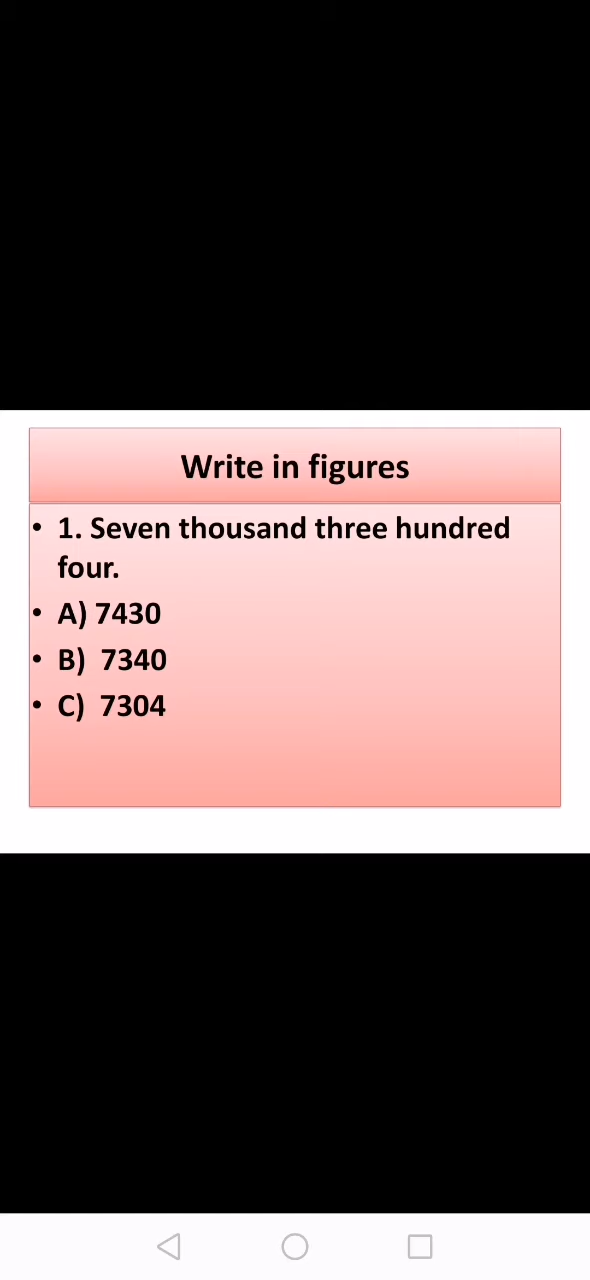 Write in figures
• 1. Seven thousand three hundred
four.
• A) 7430
• B)  7340
• C)  7304